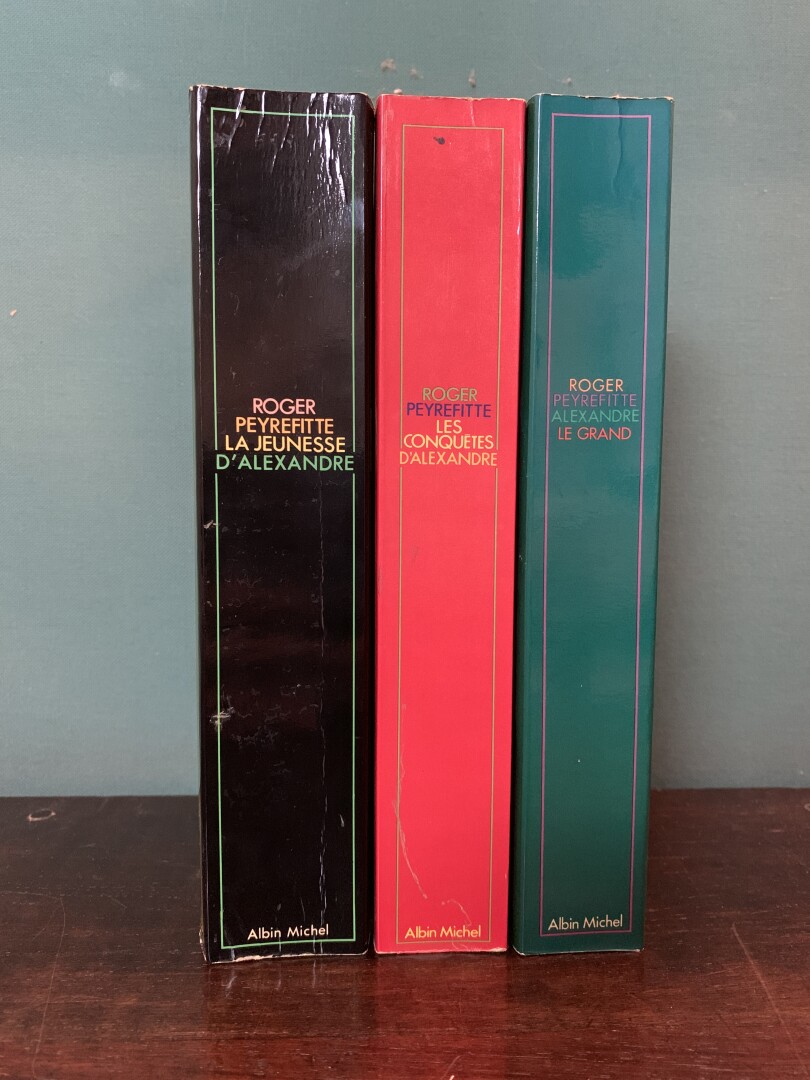 ROGER
PEYREFITTE
LA JEUNESSE
D'ALEXANDRE
Albin Michel
ROGER
PEYREFITTE
LES
CONQUÊTES
D'ALEXANDRE
Albin Michel
ROGER
PEYREFITTE
ALEXANDRE
LE GRAND
Albin Michel